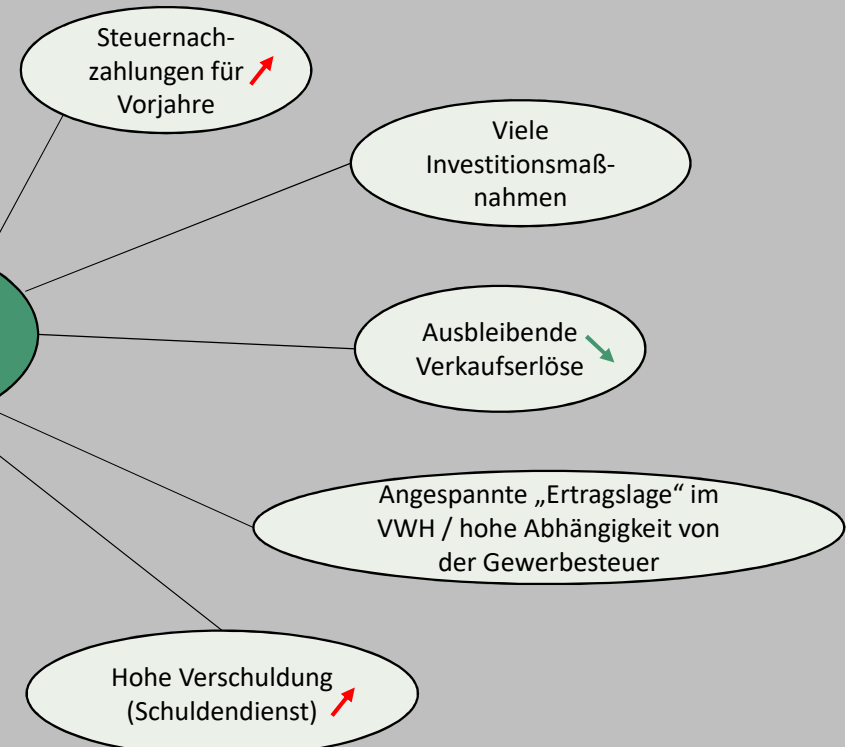 Steuernach-
zahlungen für
Vorjahre
Viele
Investitionsmaß-
nahmen
Ausbleibende
Verkaufserlöse
Angespannte „Ertragslage“ im
VWH / hohe Abhängigkeit von
der Gewerbesteuer
Hohe Verschuldung
(Schuldendienst)